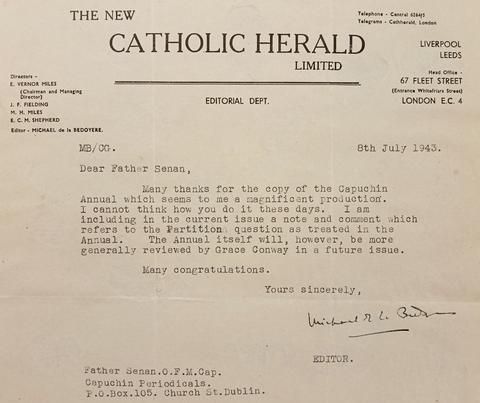 THE NEW
CATHOLIC HERALD
LIMITED
Telephone - Central 6264/5
Telegrams - Cathherald, London
LIVERPOOL
LEEDS
Head Office -
67 FLEET STREET
(Entrance Whitefriars Street)
LONDON E.C. 4
Directors -
E. VERNOR MILES
(Chairman and Managing
Director)
J. F. FIELDING
M. H. MILES
E. C. M. SHEPHERD
Editor - MICHAEL de la BEDOYERE.
EDITORIAL DEPT.
MB/CG.
8th July 1943.
Dear Father Senan,
Many thanks for the copy of the Capuchin
Annual which seems to me a magnificent production.
I cannot think how you do it these days. I am
including in the current issue a note and comment which
refers to the Partition question as treated in the
Annual. The Annual itself will, however, be more
generally reviewed by Grace Conway in a future issue.
Many congratulations.
Yours sincerely,
Michael
EDITOR.
Father Senan.O.F.M.Cap.
Capuchin Periodicals.
P.O.Box.105. Church St.Dublin.